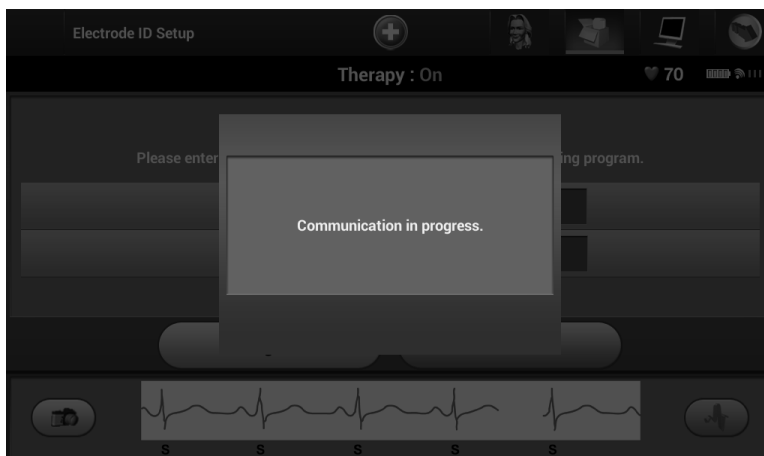 Electrode ID Setup
Therapy : On
70
Please enter
ing program.
Communication in progress.
S S S S S